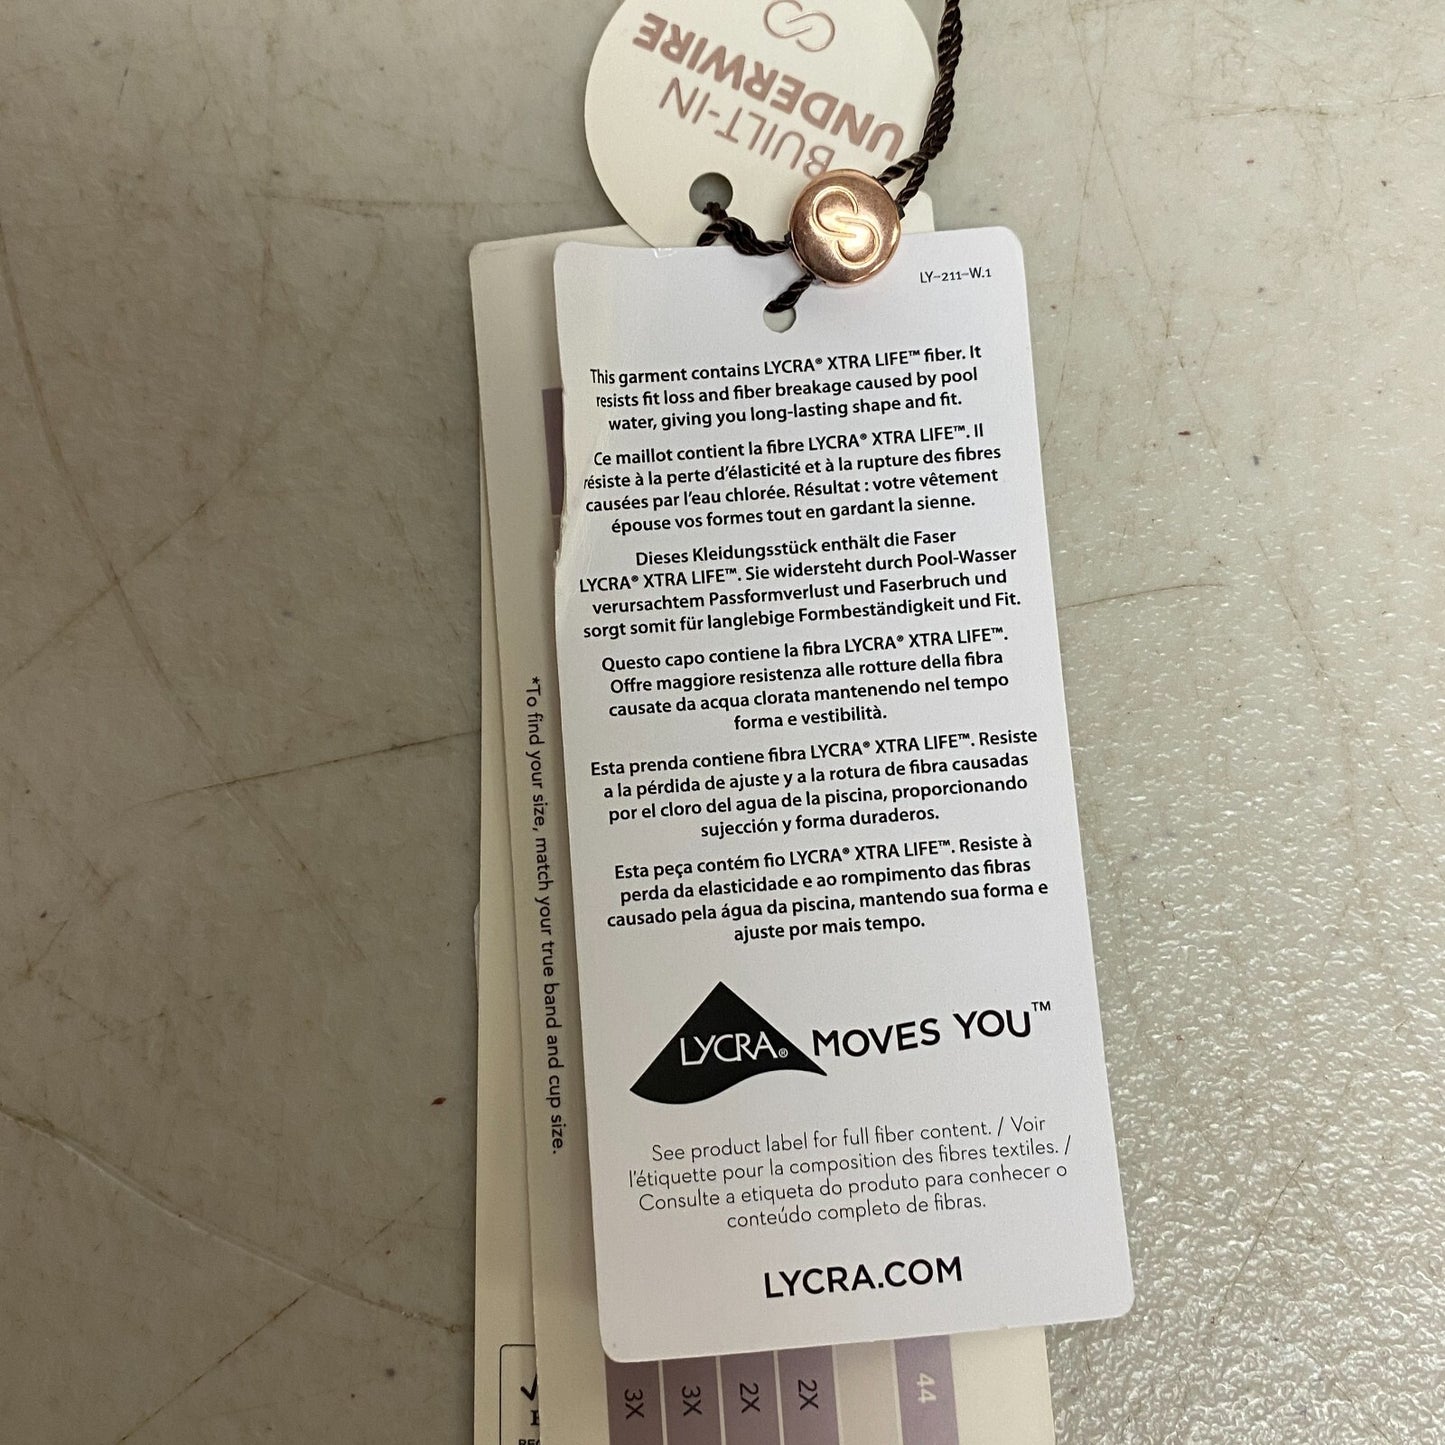 BUILT-IN
UNDERWIRE
LY-211-W.1
This garment contains LYCRA® XTRA LIFE™ fiber. It
resists fit loss and fiber breakage caused by pool
water, giving you long-lasting shape and fit.
Ce maillot contient la fibre LYCRA® XTRA LIFE™. Il
résiste à la perte d'élasticité et à la rupture des fibres
causées par l'eau chlorée. Résultat : votre vêtement
épouse vos formes tout en gardant la sienne.
Dieses Kleidungsstück enthält die Faser
LYCRA® XTRA LIFE™. Sie widersteht durch Pool-Wasser
verursachtem Passformverlust und Faserbruch und
sorgt somit für langlebige Formbeständigkeit und Fit.
Questo capo contiene la fibra LYCRA® XTRA LIFE™.
Offre maggiore resistenza alle rotture della fibra
causate da acqua clorata mantenendo nel tempo
forma e vestibilità.
Esta prenda contiene fibra LYCRA® XTRA LIFE™. Resiste
a la pérdida de ajuste y a la rotura de fibra causadas
por el cloro del agua de la piscina, proporcionando
sujección y forma duraderos.
Esta peça contém fio LYCRA® XTRA LIFE™. Resiste à
perda da elasticidade e ao rompimento das fibras
causado pela água da piscina, mantendo sua forma e
ajuste por mais tempo.
LYCRA® MOVES YOU™
See product label for full fiber content. / Voir
l'étiquette pour la composition des fibres textiles. /
Consulte a etiqueta do produto para conhecer o
conteúdo completo de fibras.
LYCRA.COM
*To find your size, match your true band and cup size.
3X
3X
2X
2X
44